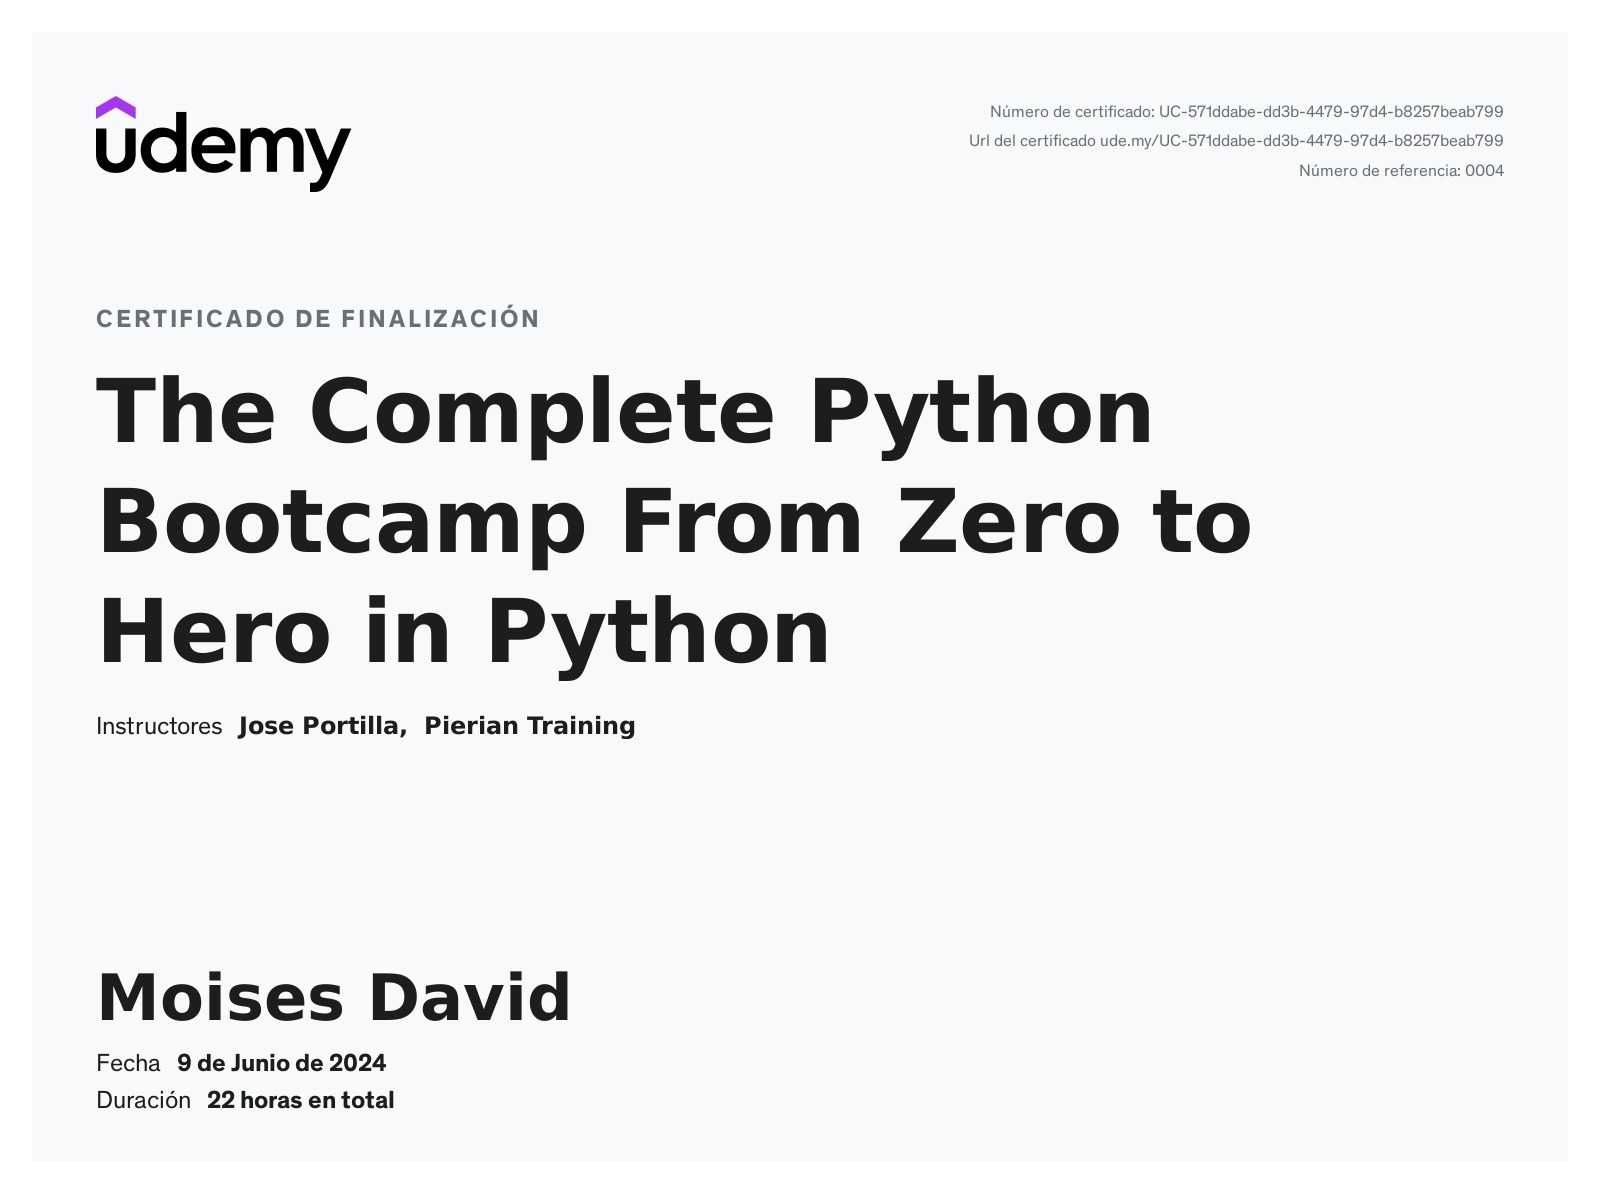 udemy
Número de certificado: UC-571ddabe-dd3b-4479-97d4-b8257beab799
Url del certificado ude.my/UC-571ddabe-dd3b-4479-97d4-b8257beab799
Número de referencia: 0004
CERTIFICADO DE FINALIZACIÓN
The Complete Python
Bootcamp From Zero to
Hero in Python
Instructores Jose Portilla, Pierian Training
Moises David
Fecha 9 de Junio de 2024
Duración 22 horas en total